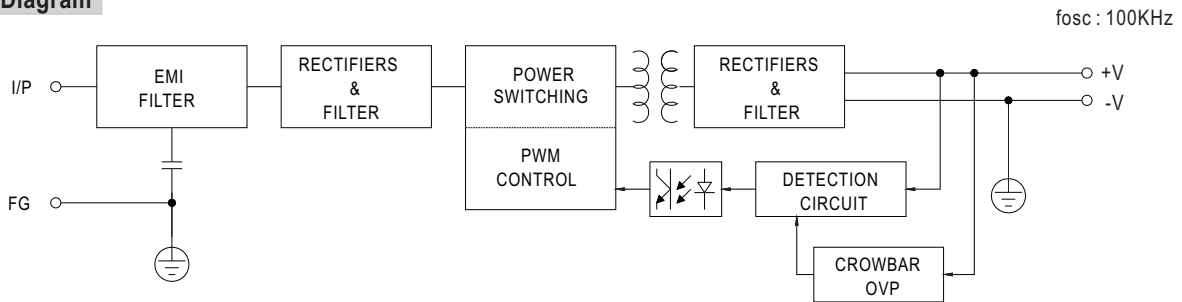 Diagram
fosc : 100KHz
I/P
EMI
FILTER
RECTIFIERS
&
FILTER
POWER
SWITCHING
PWM
CONTROL
RECTIFIERS
&
FILTER
+V
-V
DETECTION
CIRCUIT
FG
CROWBAR
OVP